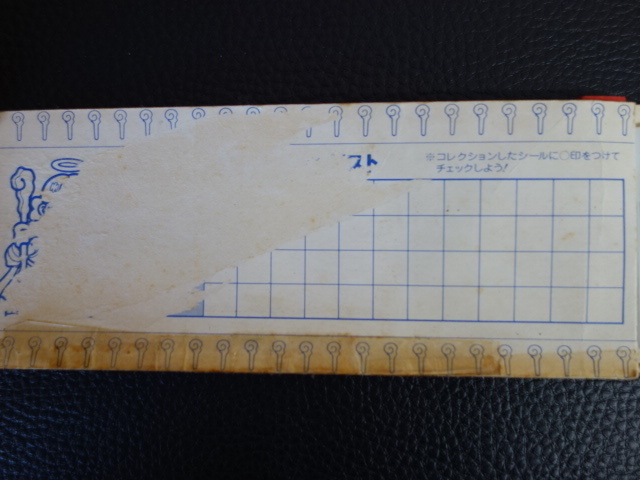 スト
※コレクションしたシールに○印をつけて
チェックしよう!